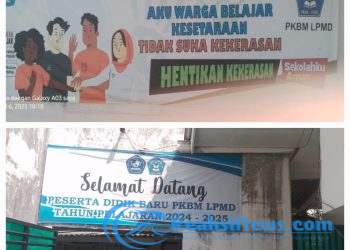 AKU WARGA BELAJAR
KESETARAAN
TIDAK SUKA KEKERASAN
HENTIKAN KEKERASAN
PKBM LPMD
Sekolahku
Selamat Datang
PESERTA DIDIK BARU PKBM LPMD
TAHUN PELAJARAN 2024 - 2025